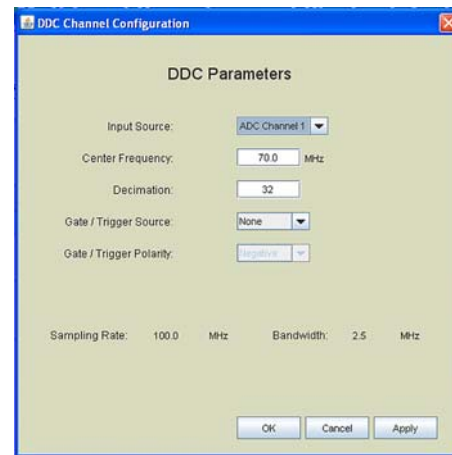 DDC Channel Configuration
DDC Parameters
Input Source: ADC Channel 1
Center Frequency: 70.0 MHz
Decimation: 32
Gate / Trigger Source: None
Gate / Trigger Polarity: Negative
Sampling Rate: 100.0 MHz Bandwidth: 2.5 MHz
OK Cancel Apply